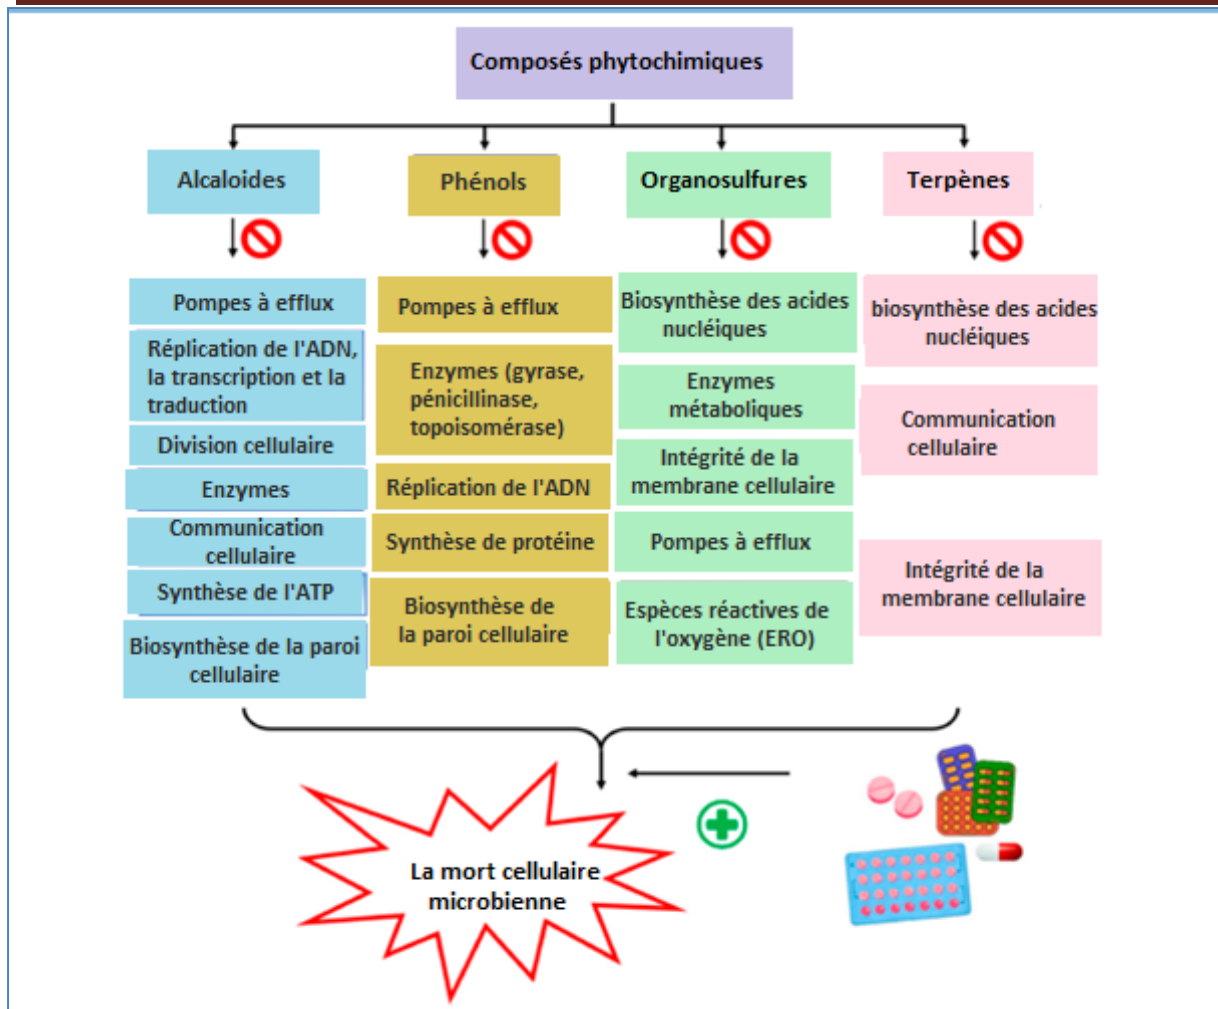 Composés phytochimiques
Alcaloides
Phénols
Organosulfures
Terpènes
Pompes à efflux
Réplication de l'ADN,
la transcription et la
traduction
Division cellulaire
Enzymes
Communication
cellulaire
Synthèse de l'ATP
Biosynthèse de la paroi
cellulaire
Pompes à efflux
Enzymes (gyrase,
pénicillinase,
topoisomérase)
Réplication de l'ADN
Synthèse de protéine
Biosynthèse de
la paroi cellulaire
Biosynthèse des acides
nucléiques
Enzymes
métaboliques
Intégrité de la
membrane cellulaire
Pompes à efflux
Espèces réactives de
l'oxygène (ERO)
biosynthèse des acides
nucléiques
Communication
cellulaire
Intégrité de la
membrane cellulaire
La mort cellulaire
microbienne